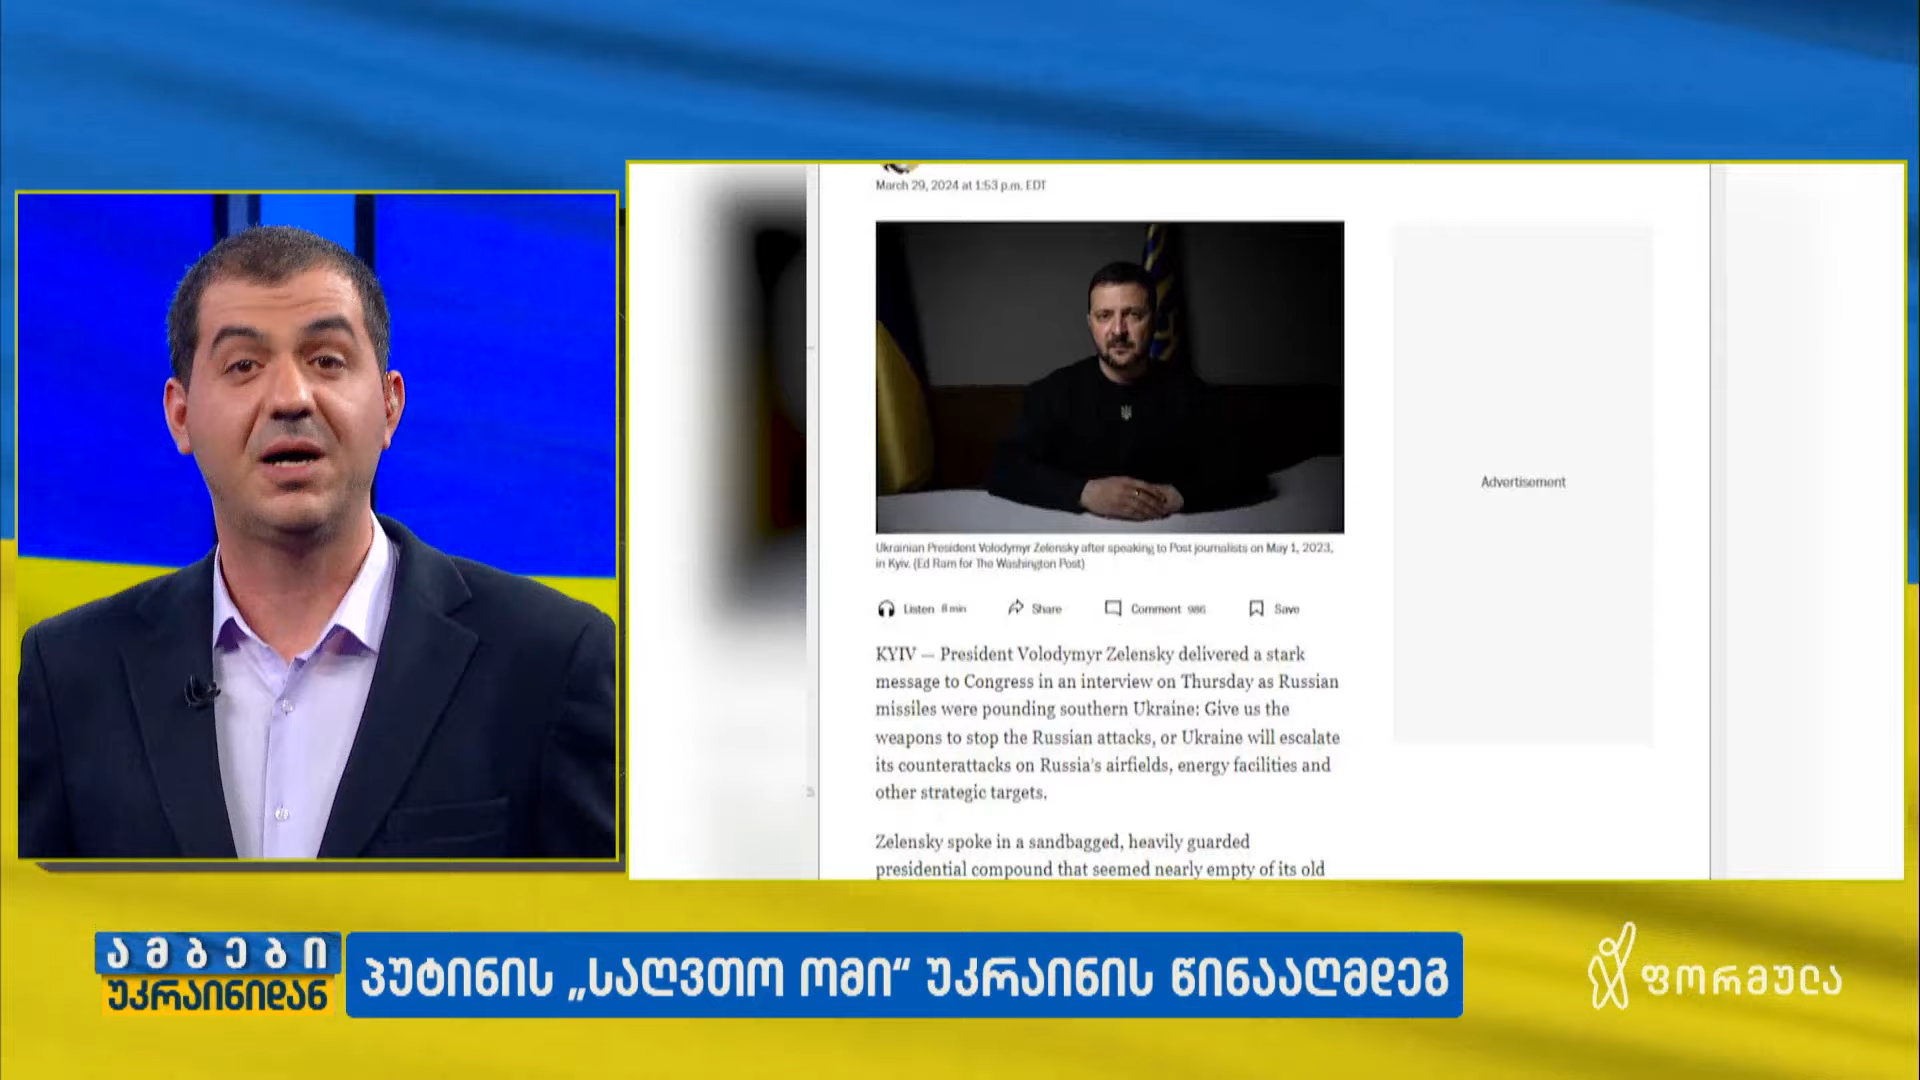 March 29, 2024 at 1:53 p.m. EDT
Advertisement
Ukrainian President Volodymyr Zelensky after speaking to Post journalists on May 1, 2023,
in Kyiv. (Ed Ram for The Washington Post)
Listen 8 min Share Comment 986 Save
KYIV — President Volodymyr Zelensky delivered a stark
message to Congress in an interview on Thursday as Russian
missiles were pounding southern Ukraine: Give us the
weapons to stop the Russian attacks, or Ukraine will escalate
its counterattacks on Russia's airfields, energy facilities and
other strategic targets.
Zelensky spoke in a sandbagged, heavily guarded
presidential compound that seemed nearly empty of its old
ამბები
უკრაინიდან
პუტინის „საღვთო ომი“ უკრაინის წინააღმდეგ
ფორმულა